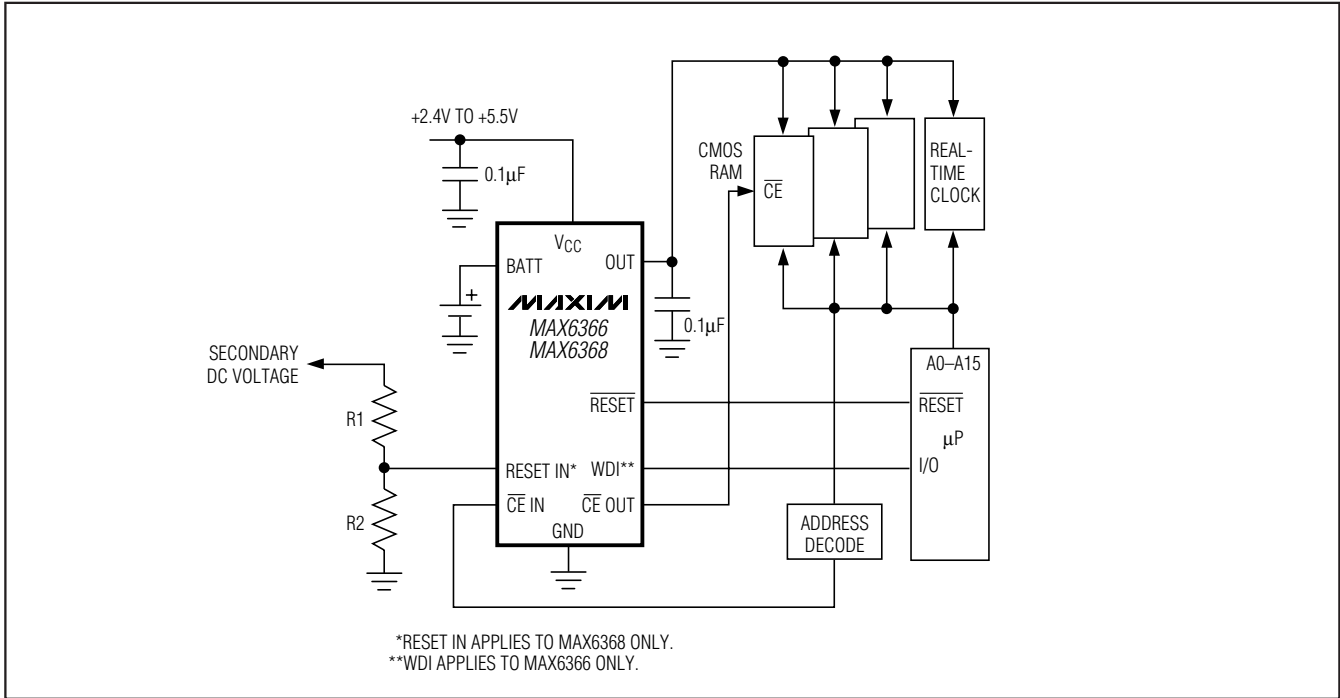 +2.4V TO +5.5V
0.1μF
CMOS
RAM
CE
REAL-
TIME
CLOCK
VCC
BATT
OUT
+
MAXIM
MAX6366
MAX6368
0.1μF
SECONDARY
DC VOLTAGE
A0–A15
R1
RESET
RESET
μP
RESET IN*
WDI**
I/O
CE IN
CE OUT
R2
GND
ADDRESS
DECODE
*RESET IN APPLIES TO MAX6368 ONLY.
**WDI APPLIES TO MAX6366 ONLY.